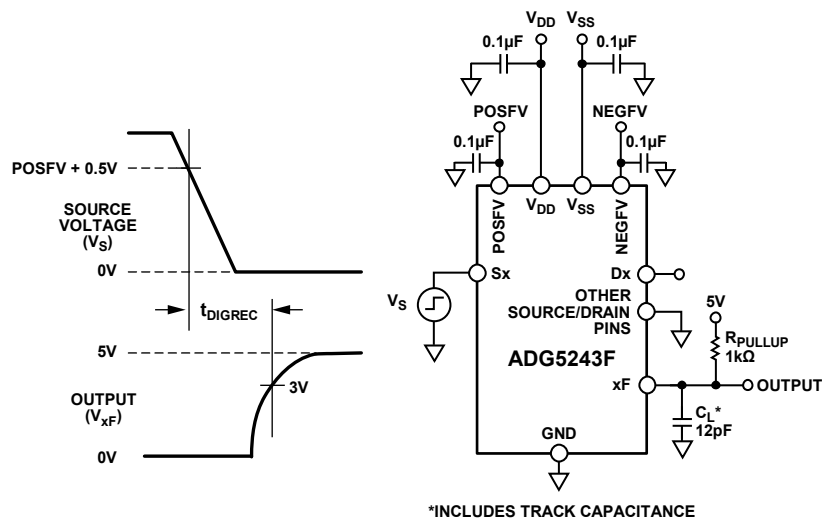 POSFV + 0.5V
SOURCE
VOLTAGE
(VS)
0V
tDIGREC
5V
3V
OUTPUT
(VxF)
0V
VDD
VSS
0.1µF
0.1µF
POSFV
NEGFV
0.1µF
0.1µF
POSFV
VDD
VSS
NEGFV
VS
Sx
Dx
OTHER
SOURCE/DRAIN
PINS
ADG5243F
5V
RPULLUP
1kΩ
xF
OUTPUT
CL*
12pF
GND
*INCLUDES TRACK CAPACITANCE